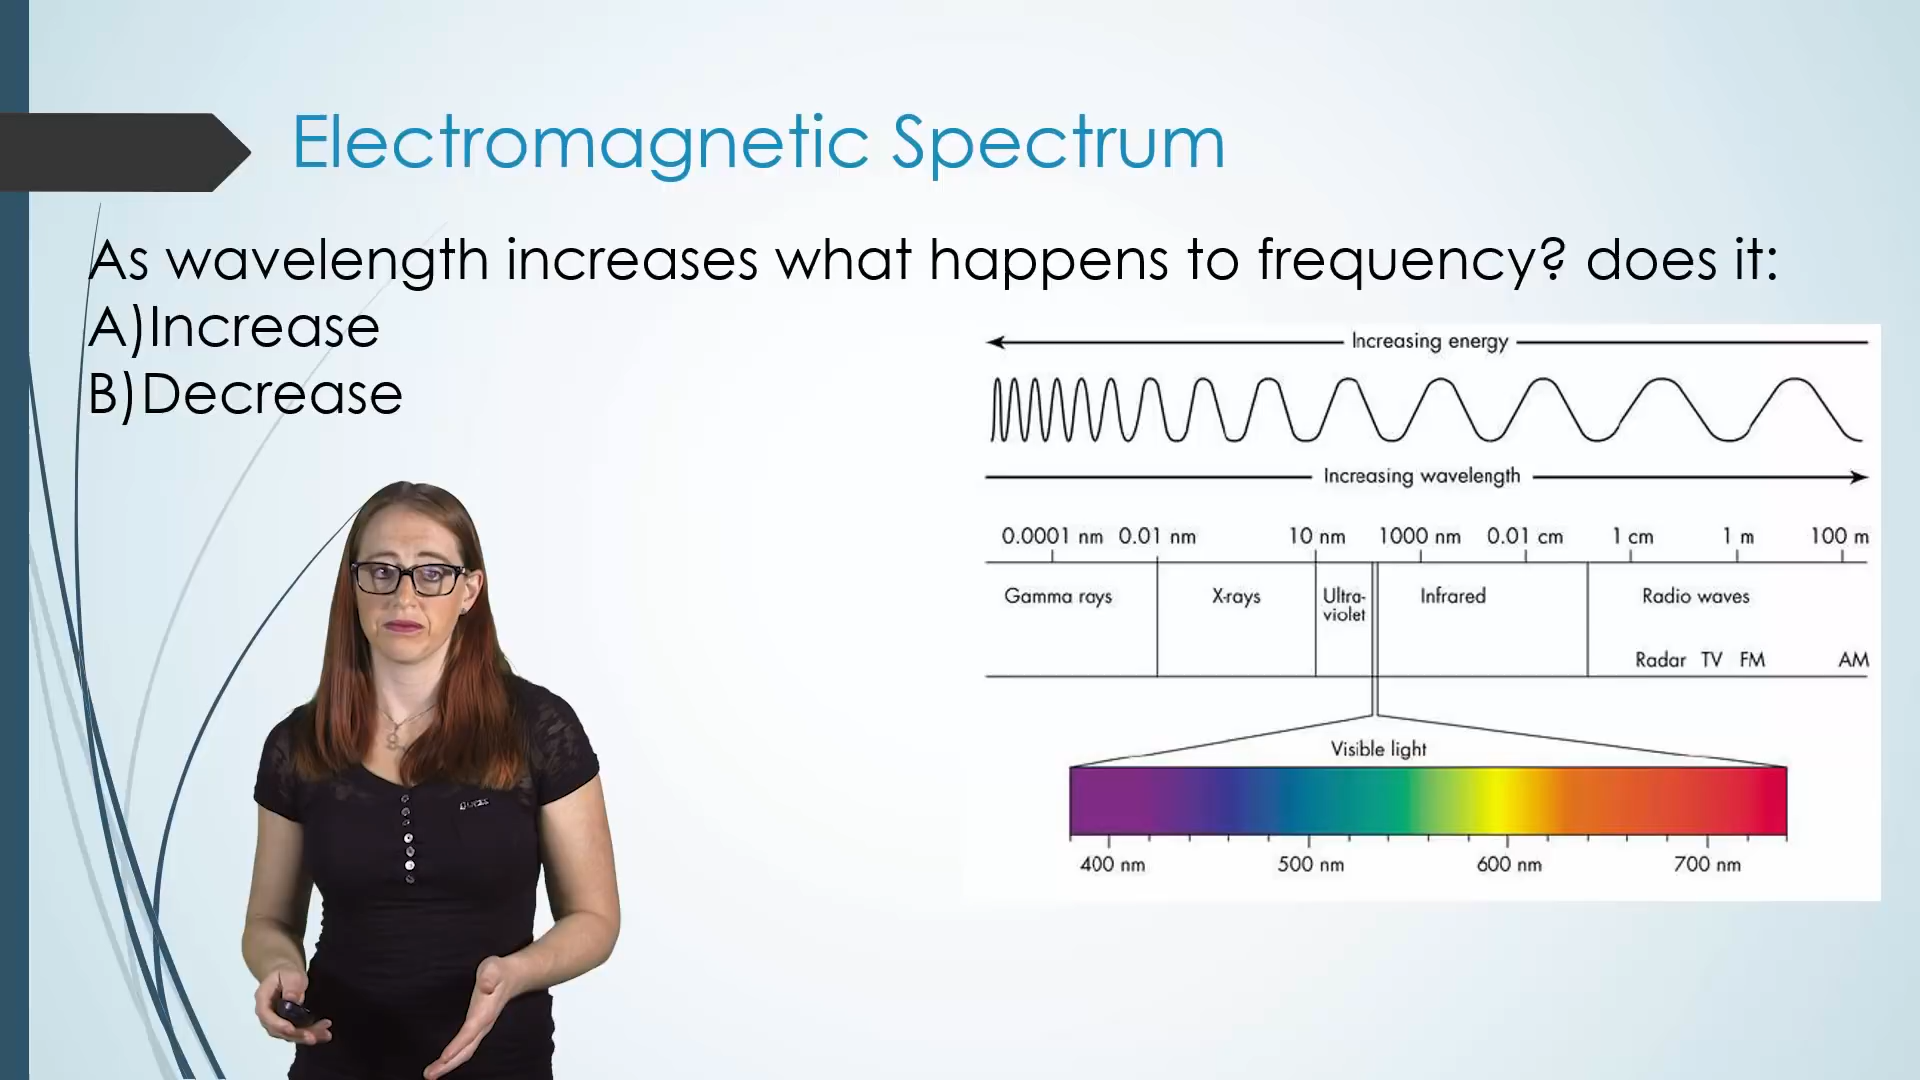 Electromagnetic Spectrum
As wavelength increases what happens to frequency? does it:
A)Increase
B)Decrease
Increasing energy
Increasing wavelength
0.0001 nm 0.01 nm 10 nm 1000 nm 0.01 cm 1 cm 1 m 100 m
Gamma rays X-rays Ultra-
violet Infrared Radio waves
Radar TV FM AM
Visible light
400 nm 500 nm 600 nm 700 nm